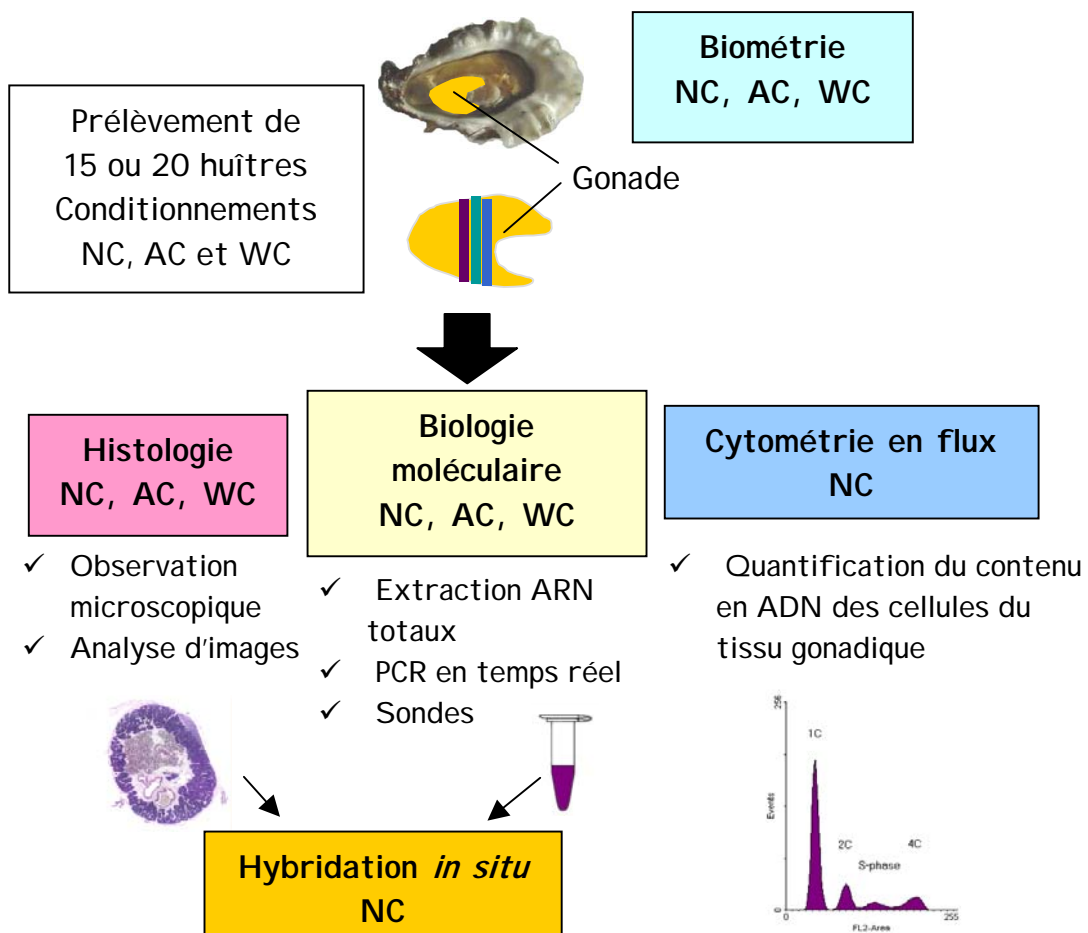 Biométrie
NC, AC, WC
Prélèvement de
15 ou 20 huîtres
Conditionnements
NC, AC et WC
Gonade
Histologie
NC, AC, WC
✓ Observation
microscopique
✓ Analyse d'images
Biologie
moléculaire
NC, AC, WC
✓ Extraction ARN
totaux
✓ PCR en temps réel
✓ Sondes
Cytométrie en flux
NC
✓ Quantification du contenu
en ADN des cellules du
tissu gonadique
256
1C
2C
4C
S-phase
Events
0
0
255
FL2-Area
Hybridation in situ
NC